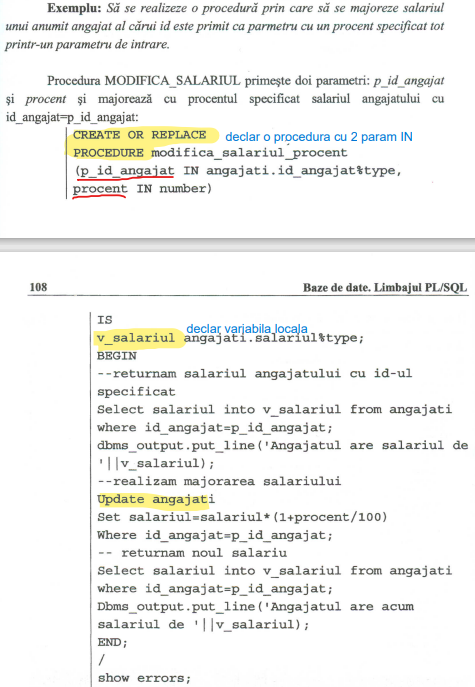 Exemplu: Să se realizeze o procedură prin care să se majoreze salariul
unui anumit angajat al cărui id este primit ca parmetru cu un procent specificat tot
printr-un parametru de intrare.
Procedura MODIFICA_SALARIUL primește doi parametri: p_id_angajat
și procent și majorează cu procentul specificat salariul angajatului cu
id_angajat=p_id_angajat:
CREATE OR REPLACE declar o procedura cu 2 param IN
PROCEDURE modifica_salariul_procent
(p_id_angajat IN angajati.id_angajat%type,
procent IN number)
108 Baze de date. Limbajul PL/SQL
IS
declar variabila locala
v_salariul angajati.salariul%type;
BEGIN
--returnam salariul angajatului cu id-ul
specificat
Select salariul into v_salariul from angajati
where id_angajat=p_id_angajat;
dbms_output.put_line('Angajatul are salariul de
'||v_salariul);
--realizam majorarea salariului
Update angajati
Set salariul=salariul*(1+procent/100)
Where id_angajat=p_id_angajat;
-- returnam noul salariu
Select salariul into v_salariul from angajati
where id_angajat=p_id_angajat;
Dbms_output.put_line('Angajatul are acum
salariul de '||v_salariul);
END;
/
show errors;